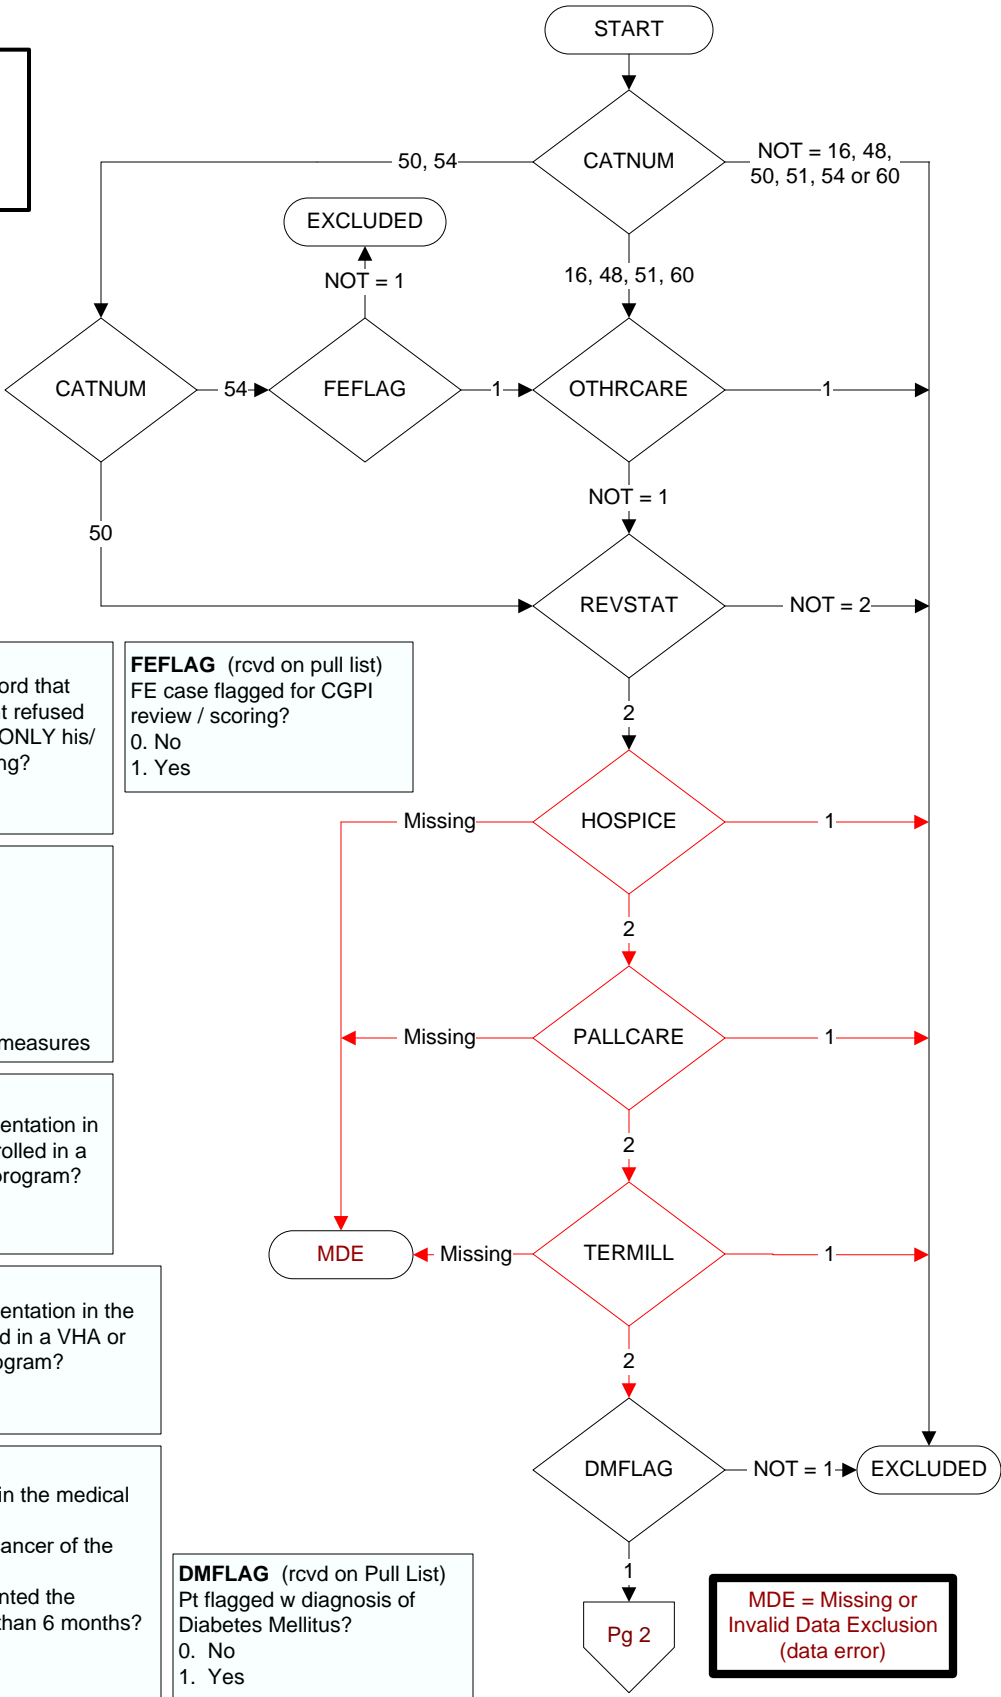 START
CATNUM
50, 54
NOT = 16, 48,
50, 51, 54 or 60
EXCLUDED
NOT = 1
16, 48, 51, 60
CATNUM
54
FEFLAG
1
OTHRCARE
1
NOT = 1
50
REVSTAT
NOT = 2
2
ord that
t refused
ONLY his/
ng?
FEFLAG (rcvd on pull list)
FE case flagged for CGPI
review / scoring?
0. No
1. Yes
Missing
HOSPICE
1
2
measures
Missing
PALLCARE
1
2
entation in
rolled in a
program?
MDE
Missing
TERMILL
1
2
entation in the
d in a VHA or
ogram?
DMFLAG
NOT = 1
EXCLUDED
1
in the medical
ancer of the
nted the
than 6 months?
DMFLAG (rcvd on Pull List)
Pt flagged w diagnosis of
Diabetes Mellitus?
0. No
1. Yes
Pg 2
MDE = Missing or
Invalid Data Exclusion
(data error)